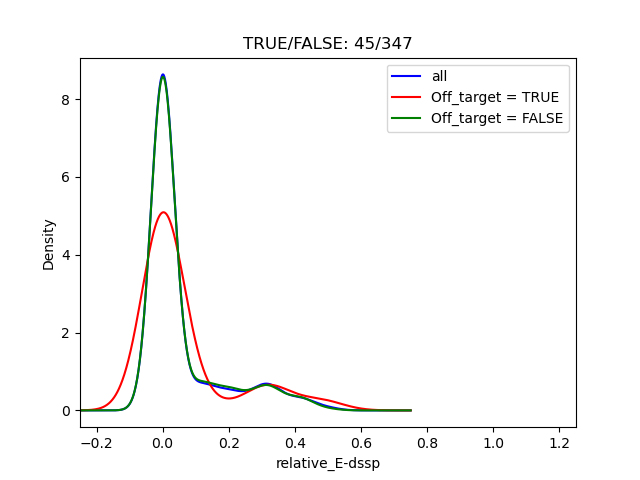 TRUE/FALSE: 45/347
all
Off_target = TRUE
Off_target = FALSE
Density
8
6
4
2
0
−0.2 0.0 0.2 0.4 0.6 0.8 1.0 1.2
relative_E-dssp